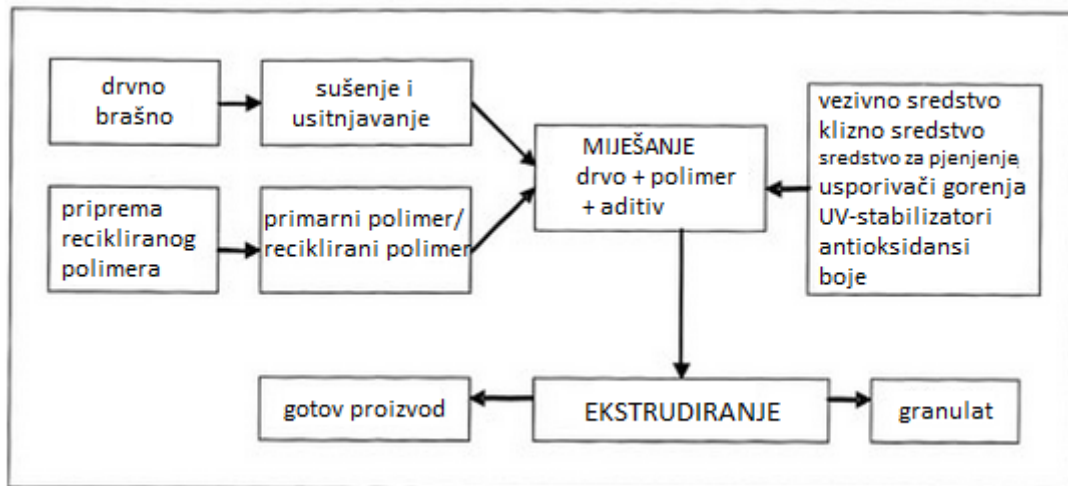 drvno
brašno
sušenje i
usitnjavanje
priprema
recikliranog
polimera
primarni polimer/
reciklirani polimer
MIJEŠANJE
drvo + polimer
+ aditiv
vezivno sredstvo
klizno sredstvo
sredstvo za pjenjenje
usporivači gorenja
UV-stabilizatori
antioksidansi
boje
gotov proizvod
EKSTRUDIRANJE
granulat